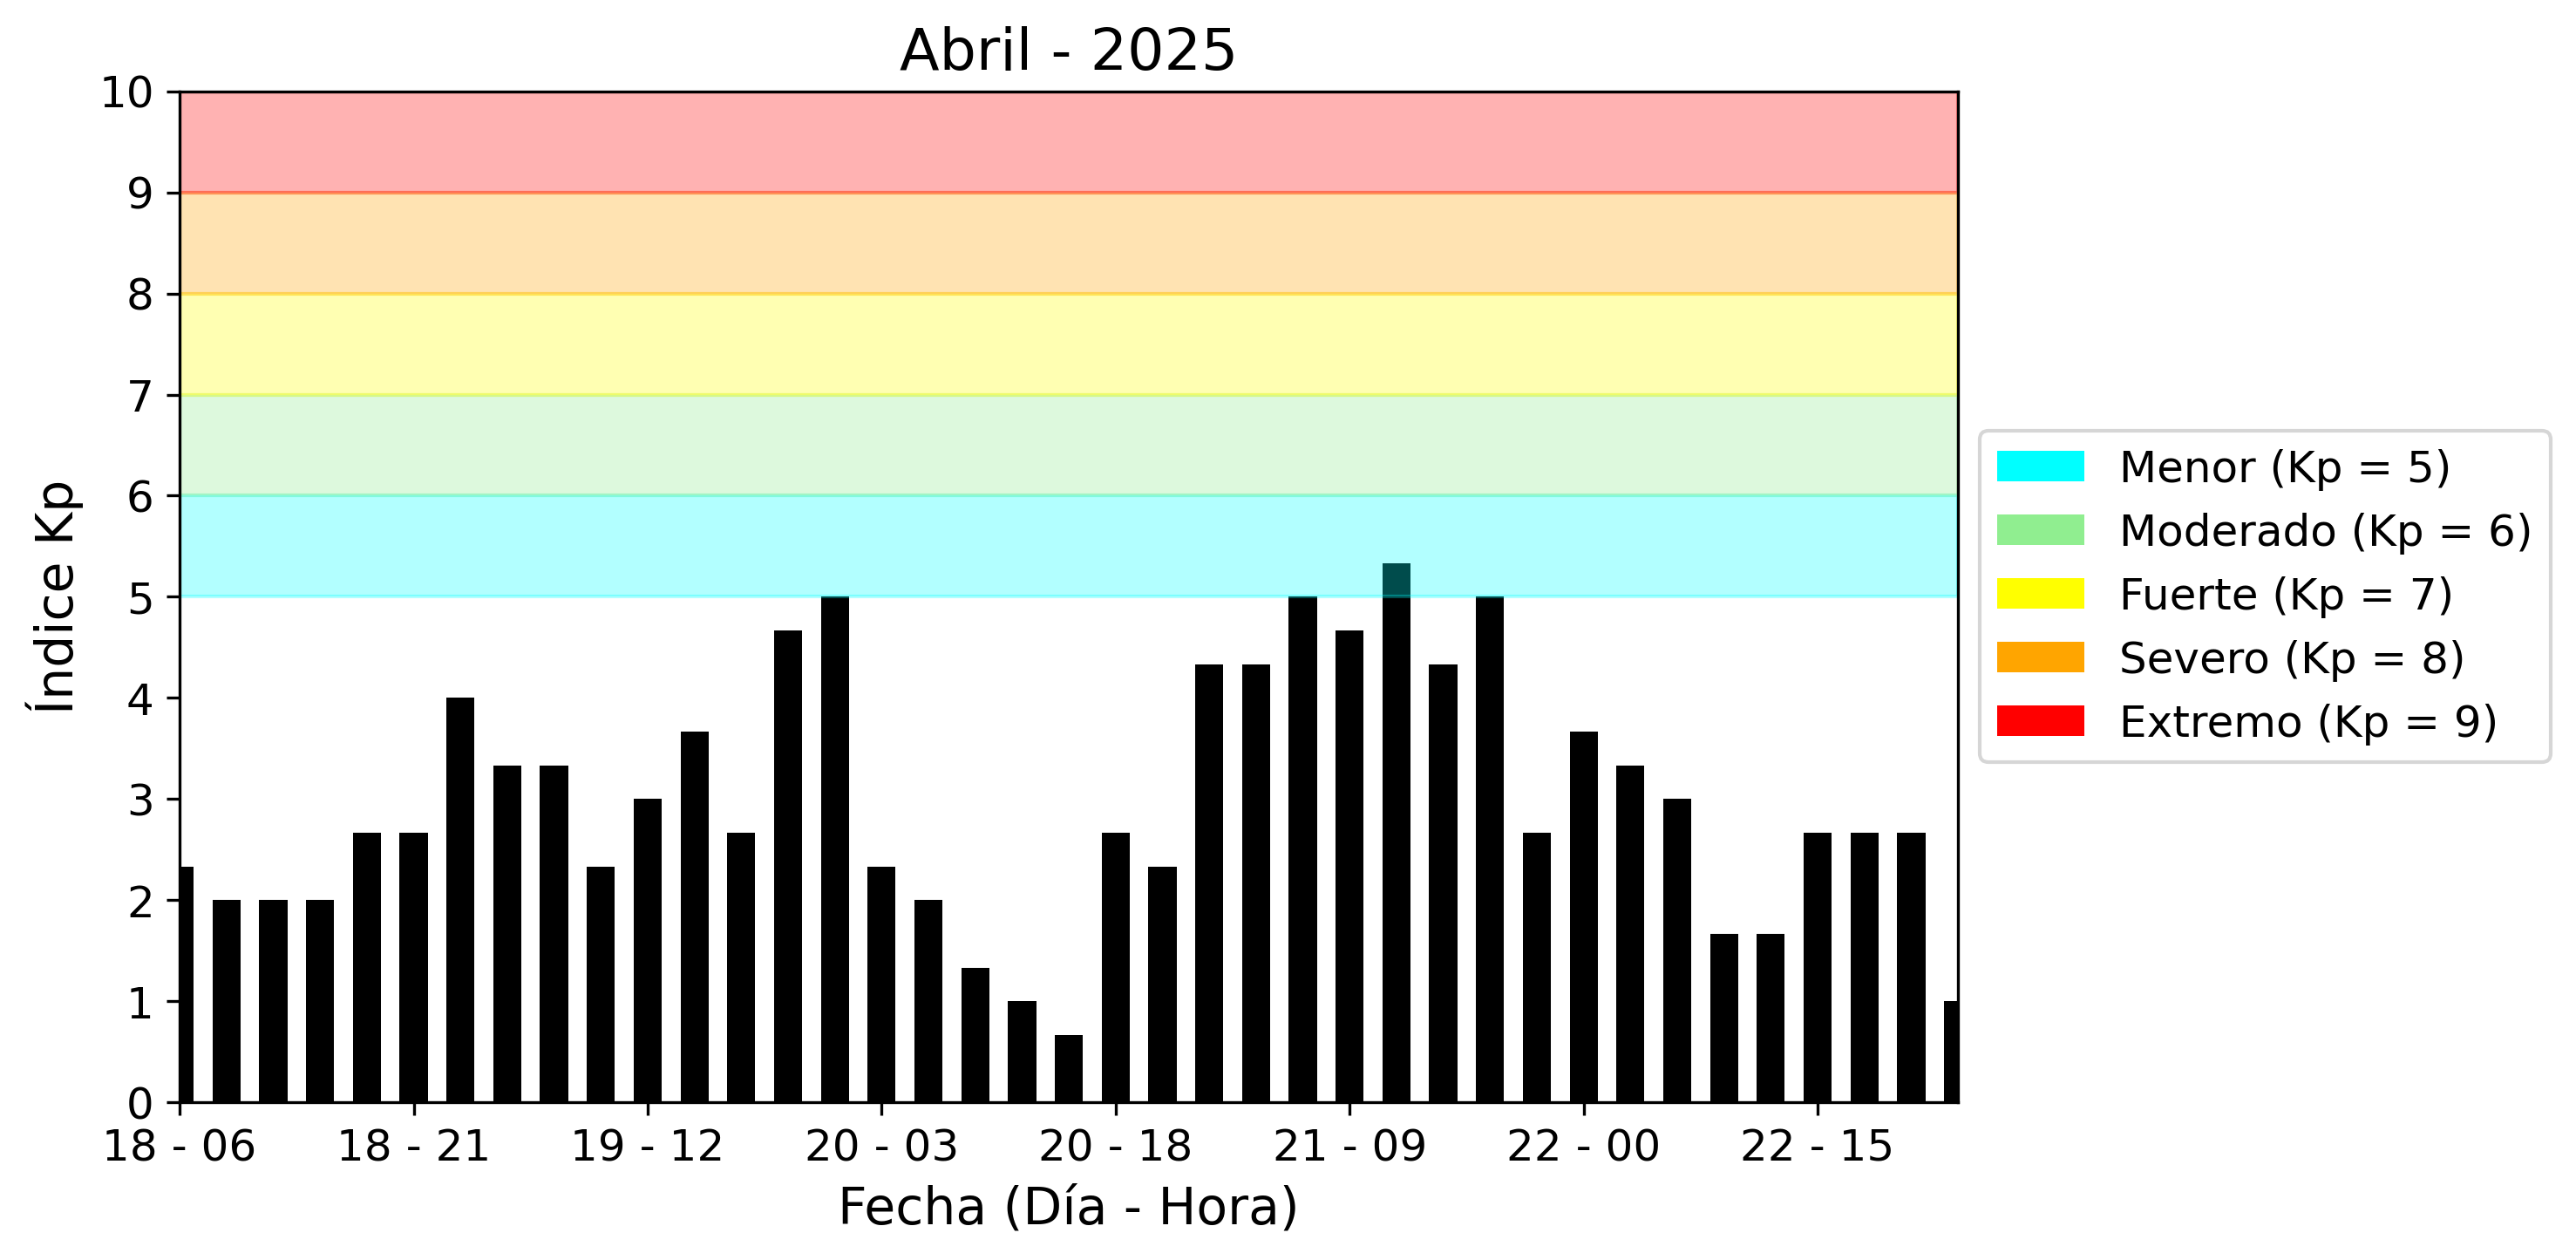 Abril - 2025
10
9
8
7
6
5
4
3
2
1
0
Índice Kp
18 - 06
18 - 21
19 - 12
20 - 03
20 - 18
21 - 09
22 - 00
22 - 15
Fecha (Día - Hora)
Menor (Kp = 5)
Moderado (Kp = 6)
Fuerte (Kp = 7)
Severo (Kp = 8)
Extremo (Kp = 9)